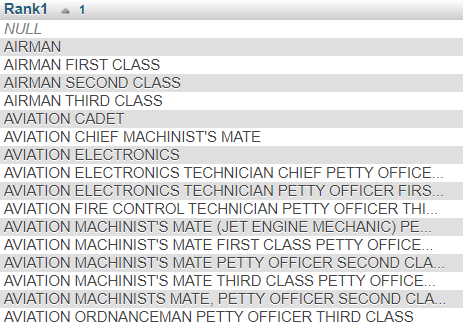 Rank1 1
NULL
AIRMAN
AIRMAN FIRST CLASS
AIRMAN SECOND CLASS
AIRMAN THIRD CLASS
AVIATION CADET
AVIATION CHIEF MACHINIST'S MATE
AVIATION ELECTRONICS
AVIATION ELECTRONICS TECHNICIAN CHIEF PETTY OFFICE...
AVIATION ELECTRONICS TECHNICIAN PETTY OFFICER FIRS...
AVIATION FIRE CONTROL TECHNICIAN PETTY OFFICER THI...
AVIATION MACHINIST'S MATE (JET ENGINE MECHANIC) PE...
AVIATION MACHINIST'S MATE FIRST CLASS PETTY OFFICE...
AVIATION MACHINIST'S MATE PETTY OFFICER SECOND CLA...
AVIATION MACHINIST'S MATE THIRD CLASS PETTY OFFICE...
AVIATION MACHINISTS MATE, PETTY OFFICER SECOND CLA...
AVIATION ORDNANCEMAN PETTY OFFICER THIRD CLASS